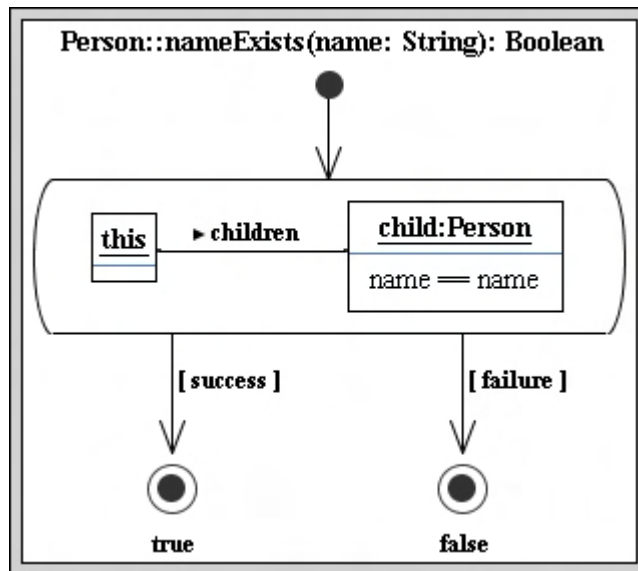 Person::nameExists(name: String): Boolean
this
▸ children
child:Person
name == name
[ success ]
[ failure ]
true
false